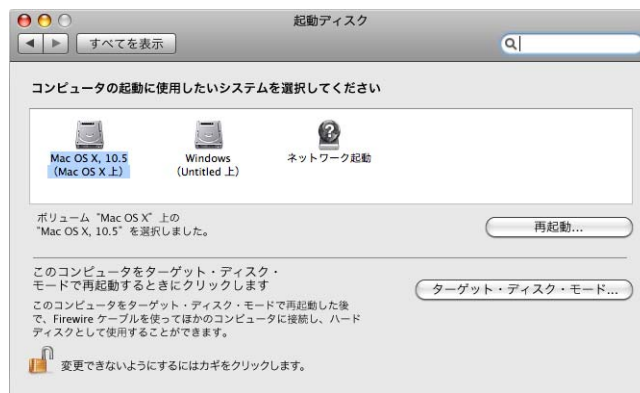 起動ディスク
すべてを表示
コンピュータの起動に使用したいシステムを選択してください
Mac OS X, 10.5
(Mac OS X 上)
Windows
(Untitled 上)
ネットワーク起動
ボリューム“Mac OS X”上の
“Mac OS X, 10.5”を選択しました。
再起動...
このコンピュータをターゲット・ディスク・
モードで再起動するときにクリックします
ターゲット・ディスク・モード...
このコンピュータをターゲット・ディスク・モードで再起動した後
で、Firewire ケーブルを使ってほかのコンピュータに接続し、ハード
ディスクとして使用することができます。
変更できないようにするにはカギをクリックします。